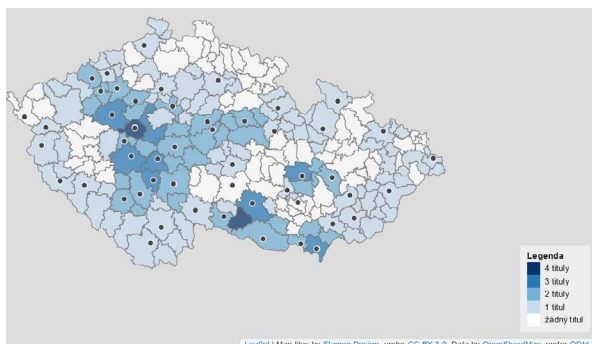 Legenda
4 tituly
3 tituly
2 tituly
1 titul
žádný titul
Leaflet | Map tiles by Stamen Design, under CC BY 3.0. Data by OpenStreetMap, under ODbL